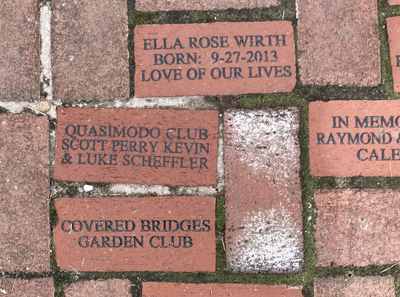 ELLA ROSE WIRTH
BORN: 9-27-2013
LOVE OF OUR LIVES
QUASIMODO CLUB
SCOTT PERRY KEVIN
& LUKE SCHEFFLER
IN MEMO
RAYMOND &
CALE
COVERED BRIDGES
GARDEN CLUB